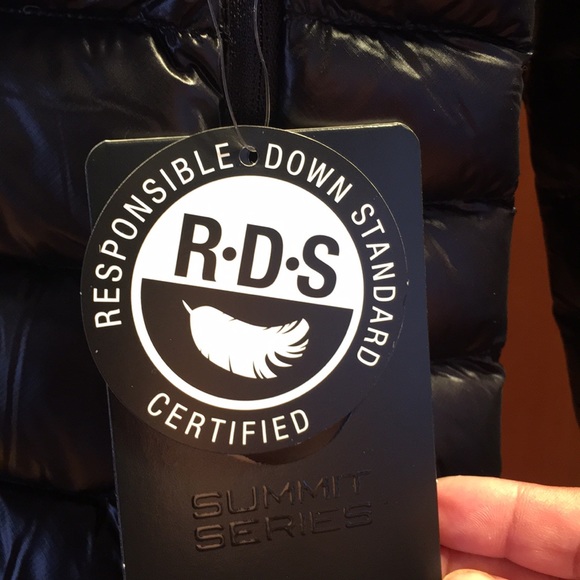 RESPONSIBLE DOWN STANDARD
R·D·S
CERTIFIED
SUMMIT
SERIES